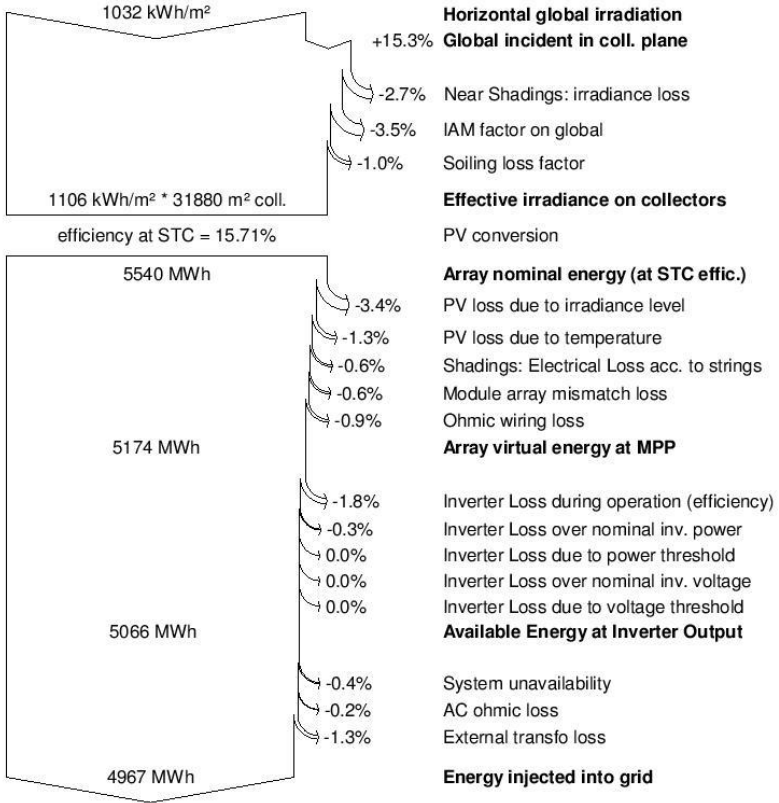 1032 kWh/m² Horizontal global irradiation
+15.3% Global incident in coll. plane
-2.7% Near Shadings: irradiance loss
-3.5% IAM factor on global
-1.0% Soiling loss factor
1106 kWh/m² * 31880 m² coll. Effective irradiance on collectors
efficiency at STC = 15.71% PV conversion
5540 MWh Array nominal energy (at STC effic.)
-3.4% PV loss due to irradiance level
-1.3% PV loss due to temperature
-0.6% Shadings: Electrical Loss acc. to strings
-0.6% Module array mismatch loss
-0.9% Ohmic wiring loss
5174 MWh Array virtual energy at MPP
-1.8% Inverter Loss during operation (efficiency)
-0.3% Inverter Loss over nominal inv. power
0.0% Inverter Loss due to power threshold
0.0% Inverter Loss over nominal inv. voltage
0.0% Inverter Loss due to voltage threshold
5066 MWh Available Energy at Inverter Output
-0.4% System unavailability
-0.2% AC ohmic loss
-1.3% External transfo loss
4967 MWh Energy injected into grid